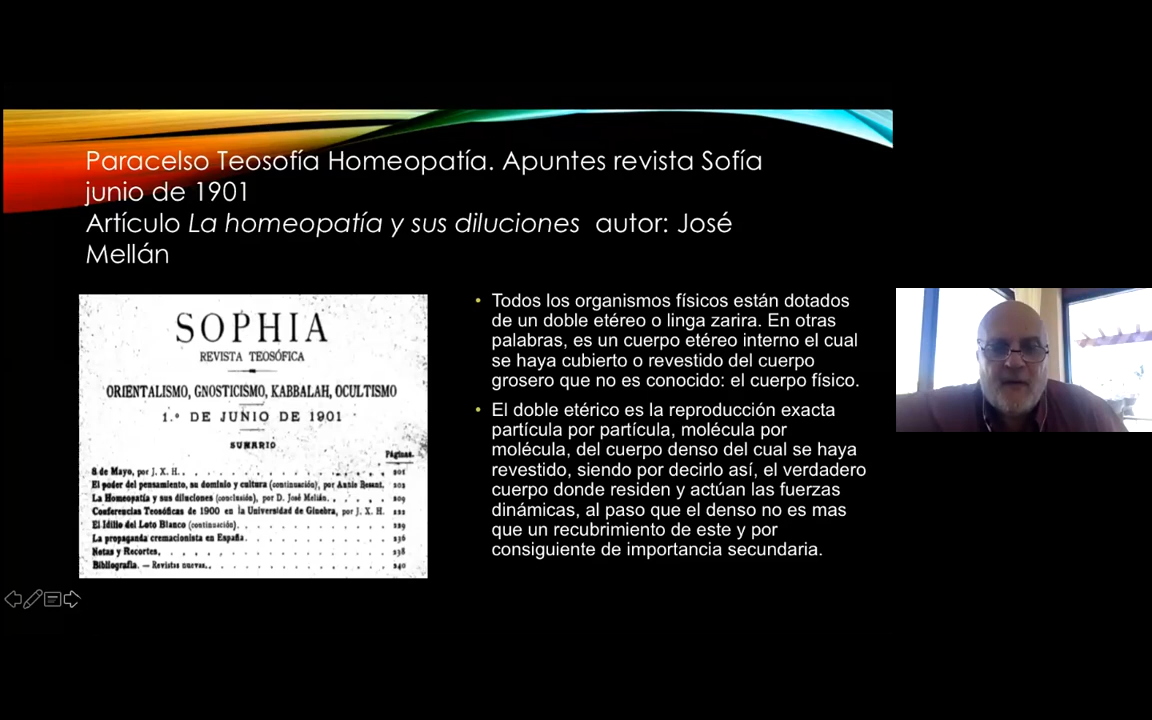 Paracelso Teosofía Homeopatía. Apuntes revista Sofía
junio de 1901
Artículo La homeopatía y sus diluciones autor: José
Mellán
SOPHIA
REVISTA TEOSÓFICA
ORIENTALISMO, GNOSTICISMO, KABBALAH, OCULTISMO
1.º DE JUNIO DE 1901
SUMARIO
Páginas.
8 de Mayo, por J. X. H. 201
El poder del pensamiento, su dominio y cultura (continuación), por Annie Besant. 202
La Homeopatía y sus diluciones (conclusión), por D. José Melián. 209
Conferencias Teosóficas de 1900 en la Universidad de Ginebra, por J. X. H. 222
El Idilio del Loto Blanco (continuación). 229
La propaganda cremacionista en España. 236
Notas y Recortes. 238
Bibliografía. — Revistas nuevas. 240
• Todos los organismos físicos están dotados
de un doble etéreo o linga zarira. En otras
palabras, es un cuerpo etéreo interno el cual
se haya cubierto o revestido del cuerpo
grosero que no es conocido: el cuerpo físico.
• El doble etérico es la reproducción exacta
partícula por partícula, molécula por
molécula, del cuerpo denso del cual se haya
revestido, siendo por decirlo así, el verdadero
cuerpo donde residen y actúan las fuerzas
dinámicas, al paso que el denso no es mas
que un recubrimiento de este y por
consiguiente de importancia secundaria.